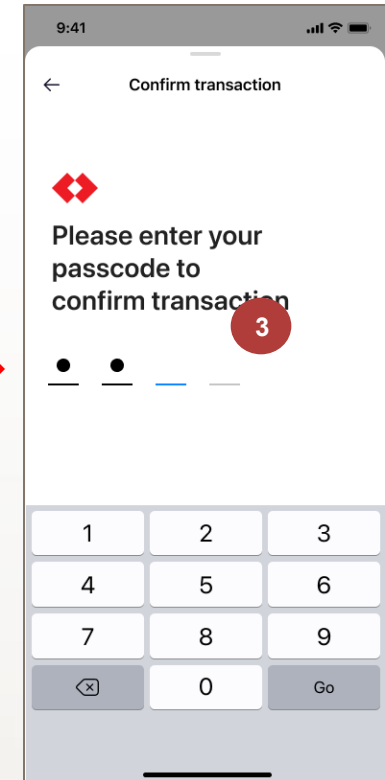 9:41
Confirm transaction
Please enter your
passcode to
confirm transaction
3
1 2 3
4 5 6
7 8 9
0 Go